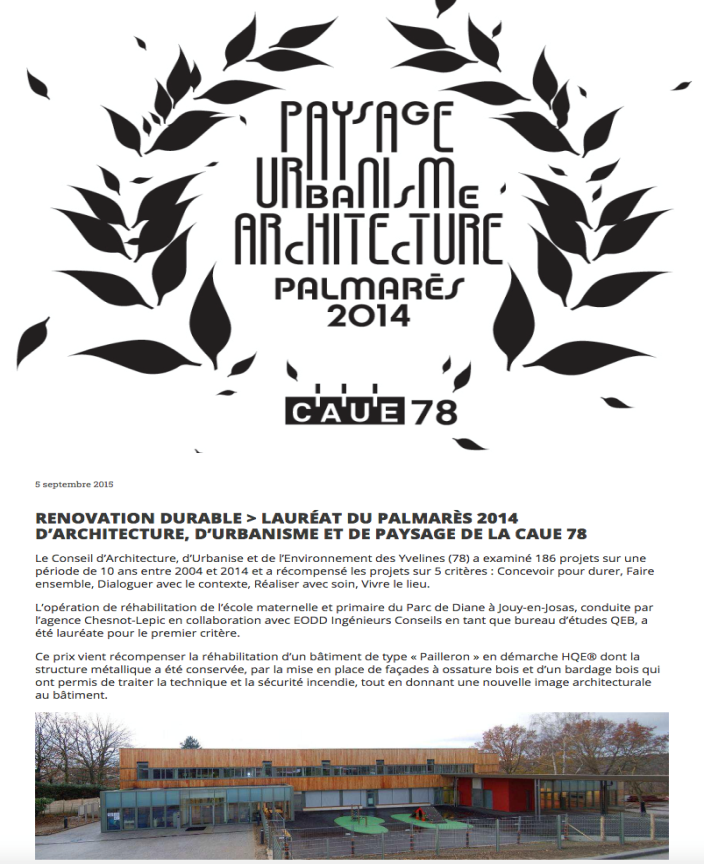 PAYSAGE
URBANISME
ARCHITECTURE
PALMARÈS
2014
CAUE 78
5 septembre 2015
RENOVATION DURABLE > LAURÉAT DU PALMARÈS 2014
D’ARCHITECTURE, D’URBANISME ET DE PAYSAGE DE LA CAUE 78
Le Conseil d’Architecture, d’Urbanise et de l’Environnement des Yvelines (78) a examiné 186 projets sur une
période de 10 ans entre 2004 et 2014 et a récompensé les projets sur 5 critères : Concevoir pour durer, Faire
ensemble, Dialoguer avec le contexte, Réaliser avec soin, Vivre le lieu.
L’opération de réhabilitation de l’école maternelle et primaire du Parc de Diane à Jouy-en-Josas, conduite par
l’agence Chesnot-Lepic en collaboration avec EODD Ingénieurs Conseils en tant que bureau d’études QEB, a
été lauréate pour le premier critère.
Ce prix vient récompenser la réhabilitation d’un bâtiment de type « Pailleron » en démarche HQE® dont la
structure métallique a été conservée, par la mise en place de façades à ossature bois et d’un bardage bois qui
ont permis de traiter la technique et la sécurité incendie, tout en donnant une nouvelle image architecturale
au bâtiment.